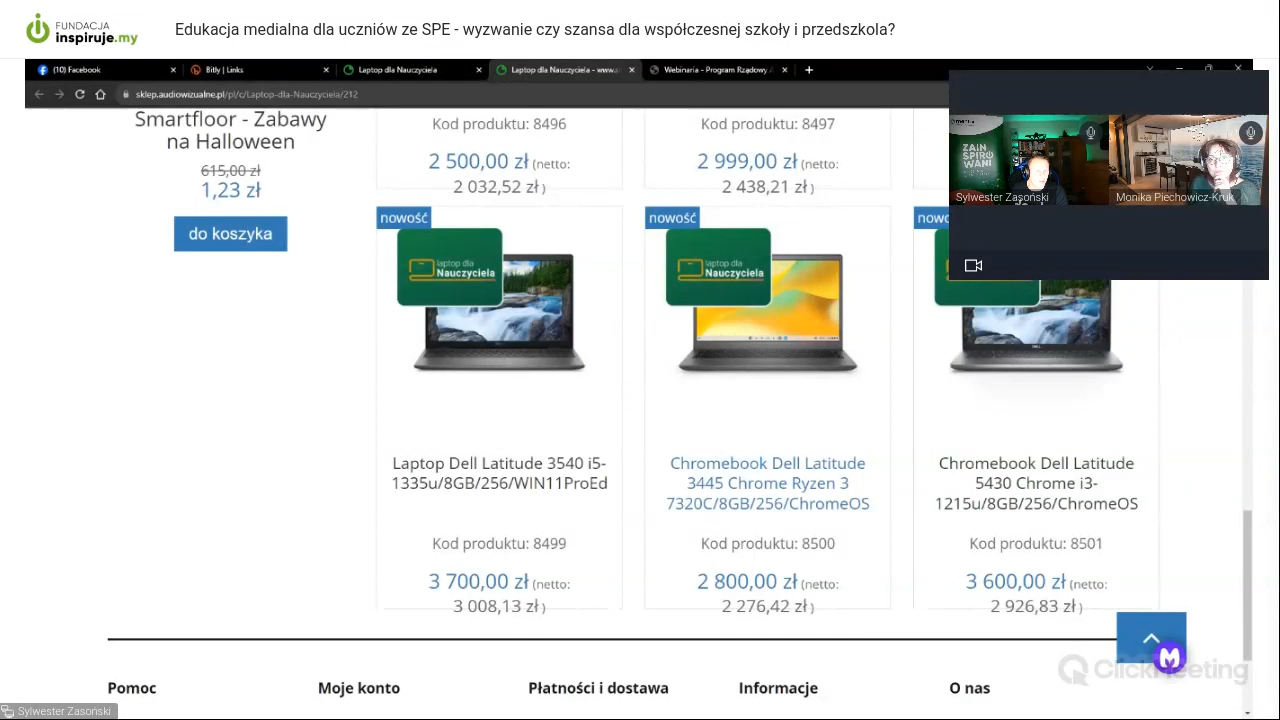 FUNDACJA
inspiruje.my
Edukacja medialna dla uczniów ze SPE - wyzwanie czy szansa dla współczesnej szkoły i przedszkola?
(10) Facebook
Bitly | Links
Laptop dla Nauczyciela
Laptop dla Nauczyciela - www.a
Webinaria - Program Rządowy
sklep.audiowizualne.pl/pl/c/Laptop-dla-Nauczyciela/212
Smartfloor - Zabawy
na Halloween
615,00 zł
1,23 zł
do koszyka
Kod produktu: 8496
2 500,00 zł (netto:
2 032,52 zł )
Kod produktu: 8497
2 999,00 zł (netto:
2 438,21 zł )
ZAIN
SPIRO
WANI
Sylwester Zasoński
Monika Piechowicz-Kruk
nowość
laptop dla
Nauczyciela
Laptop Dell Latitude 3540 i5-
1335u/8GB/256/WIN11ProEd
Kod produktu: 8499
3 700,00 zł (netto:
3 008,13 zł )
nowość
laptop dla
Nauczyciela
Chromebook Dell Latitude
3445 Chrome Ryzen 3
7320C/8GB/256/ChromeOS
Kod produktu: 8500
2 800,00 zł (netto:
2 276,42 zł )
nowo
Nauczyciela
Chromebook Dell Latitude
5430 Chrome i3-
1215u/8GB/256/ChromeOS
Kod produktu: 8501
3 600,00 zł (netto:
2 926,83 zł )
ClickMeeting
Pomoc
Moje konto
Płatności i dostawa
Informacje
O nas
Sylwester Zasoński